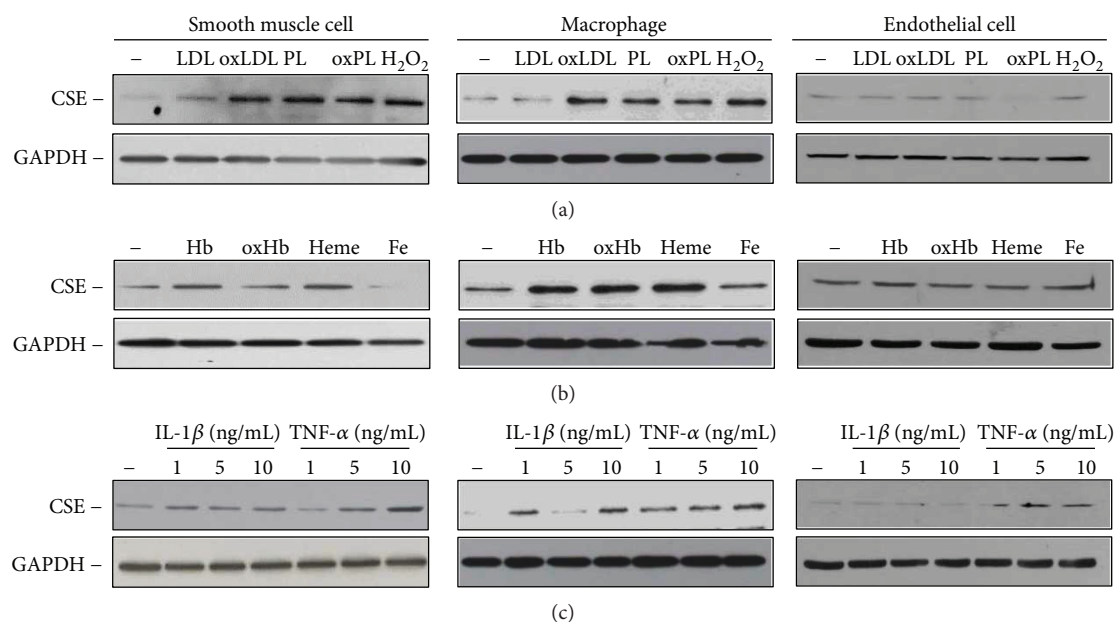 Smooth muscle cell Macrophage Endothelial cell
– LDL oxLDL PL oxPL H₂O₂ – LDL oxLDL PL oxPL H₂O₂ – LDL oxLDL PL oxPL H₂O₂
CSE –
GAPDH –
(a)
– Hb oxHb Heme Fe – Hb oxHb Heme Fe – Hb oxHb Heme Fe
CSE –
GAPDH –
(b)
IL-1β (ng/mL) TNF-α (ng/mL) IL-1β (ng/mL) TNF-α (ng/mL) IL-1β (ng/mL) TNF-α (ng/mL)
– 1 5 10 1 5 10 – 1 5 10 1 5 10 – 1 5 10 1 5 10
CSE –
GAPDH –
(c)